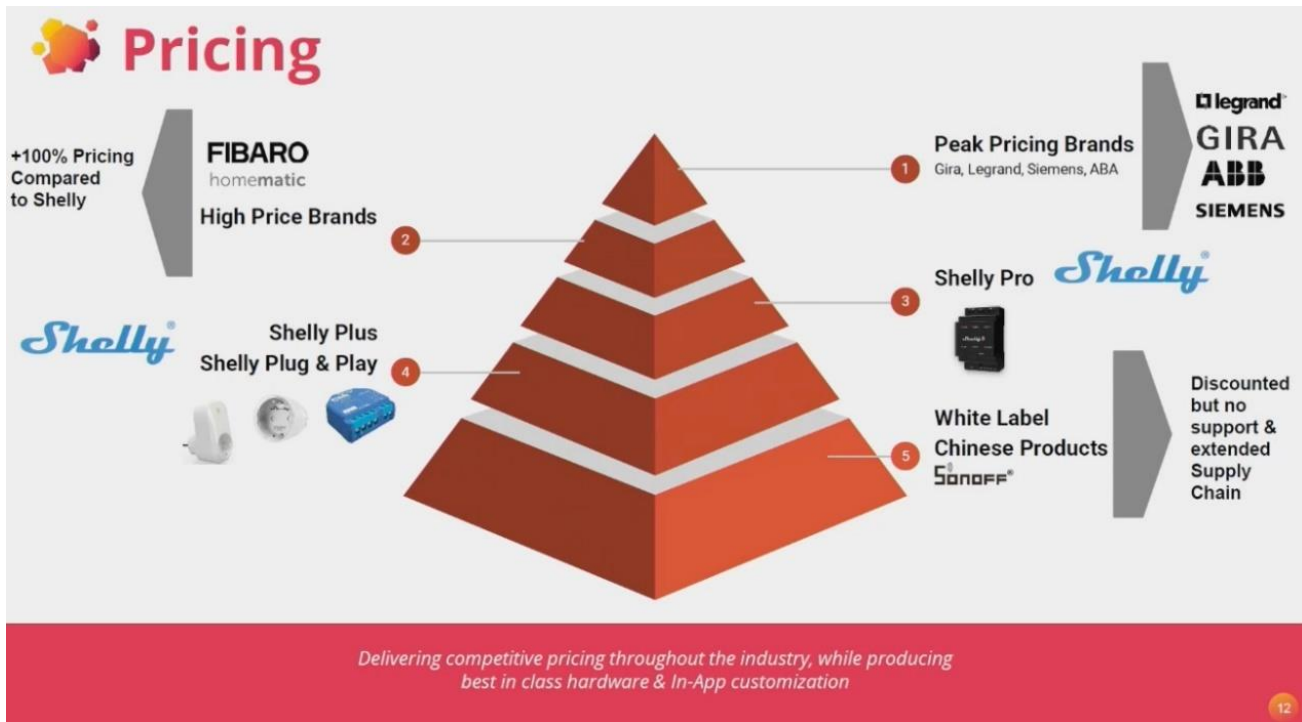 Pricing
+100% Pricing
Compared
to Shelly
FIBARO
homematic
High Price Brands
2
1
Peak Pricing Brands
Gira, Legrand, Siemens, ABA
legrand
GIRA
ABB
SIEMENS
Shelly Pro
Shelly®
3
Shelly®
Shelly Plus
Shelly Plug & Play
4
White Label
Chinese Products
SONOFF®
5
Discounted
but no
support &
extended
Supply
Chain
Delivering competitive pricing throughout the industry, while producing
best in class hardware & In-App customization
12